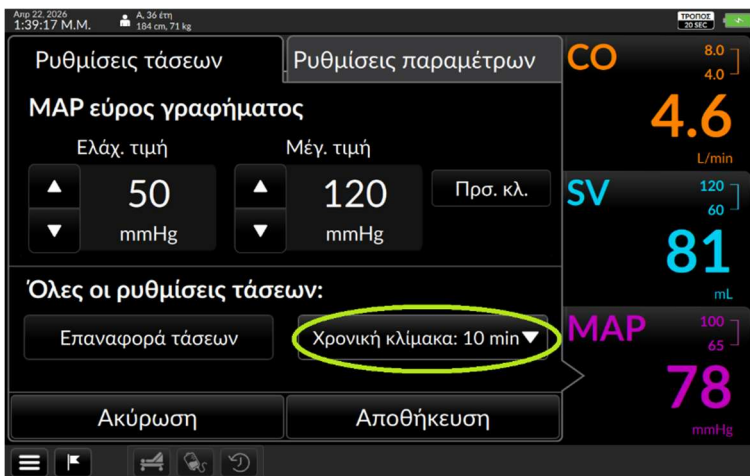 Απρ 22, 2026
1:39:17 Μ.Μ.
Α, 36 έτη
184 cm, 71 kg
ΤΡΟΠΟΣ
20 SEC
Ρυθμίσεις τάσεων
Ρυθμίσεις παραμέτρων
MAP εύρος γραφήματος
Ελάχ. τιμή
Μέγ. τιμή
50
mmHg
120
mmHg
Πρσ. κλ.
Όλες οι ρυθμίσεις τάσεων:
Επαναφορά τάσεων
Χρονική κλίμακα: 10 min
Ακύρωση
Αποθήκευση
CO
8.0
4.0
4.6
L/min
SV
120
60
81
mL
MAP
100
65
78
mmHg